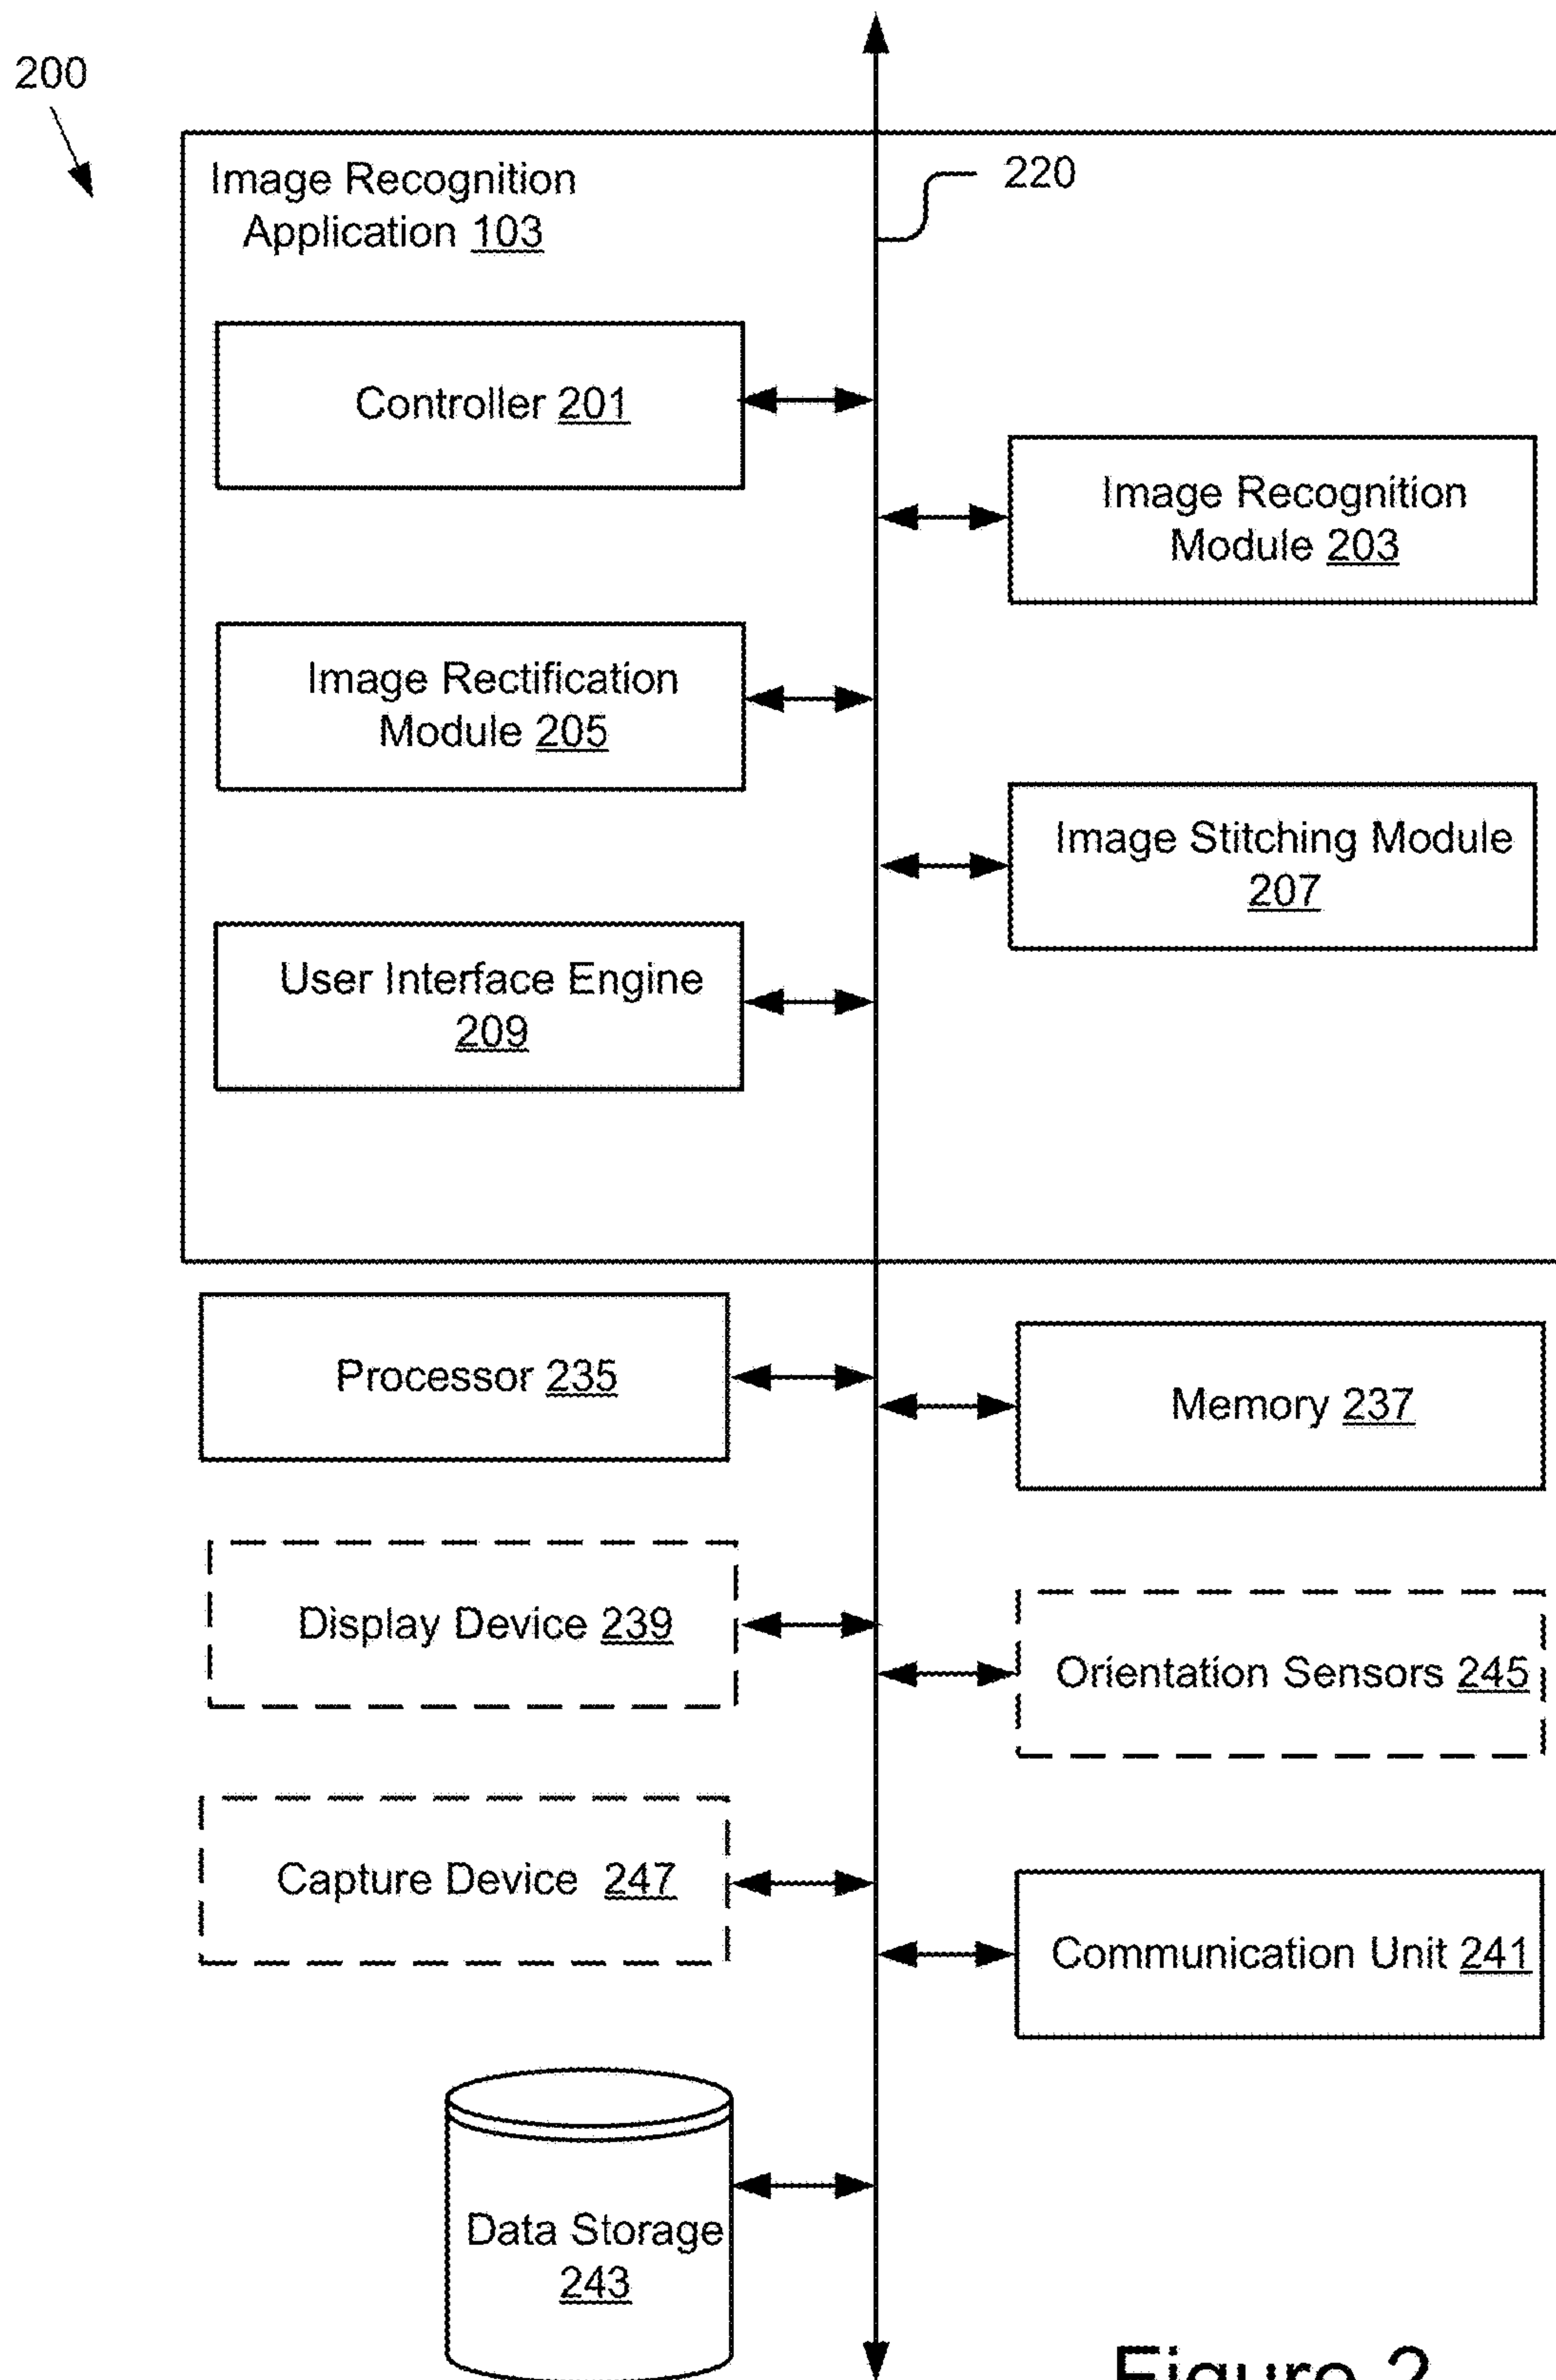 200
220
Image Recognition
Application 103
Controller 201
Image Recognition
Module 203
Image Rectification
Module 205
Image Stitching Module
207
User Interface Engine
209
Processor 235
Memory 237
Display Device 239
Orientation Sensors 245
Capture Device 247
Communication Unit 241
Data Storage
243
Figure 2